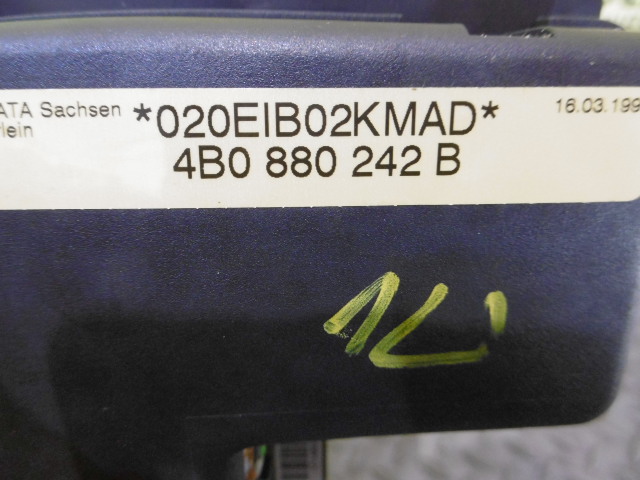 ATA Sachsen
lein
*020EIB02KMAD*
16.03.199
4B0 880 242 B